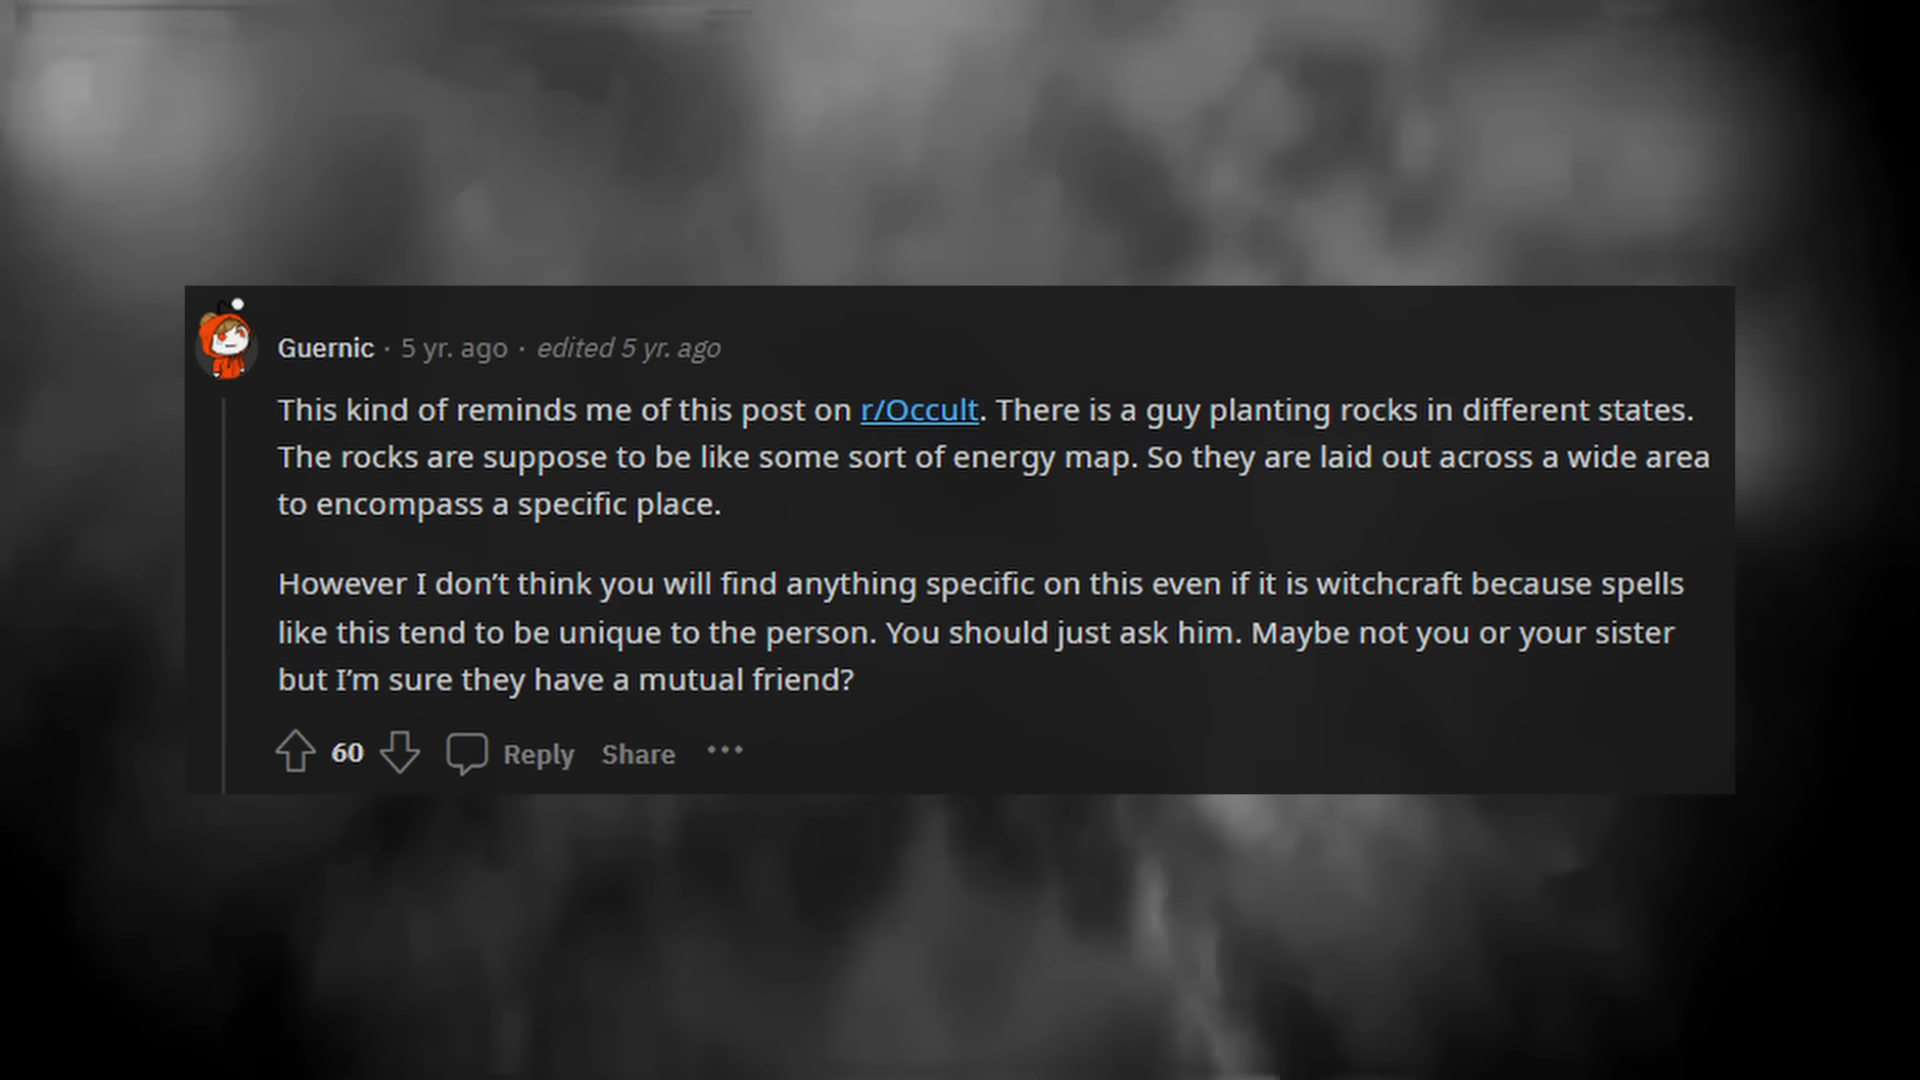 Guernic · 5 yr. ago · edited 5 yr. ago
This kind of reminds me of this post on r/Occult. There is a guy planting rocks in different states.
The rocks are suppose to be like some sort of energy map. So they are laid out across a wide area
to encompass a specific place.
However I don’t think you will find anything specific on this even if it is witchcraft because spells
like this tend to be unique to the person. You should just ask him. Maybe not you or your sister
but I’m sure they have a mutual friend?
60 Reply Share ···